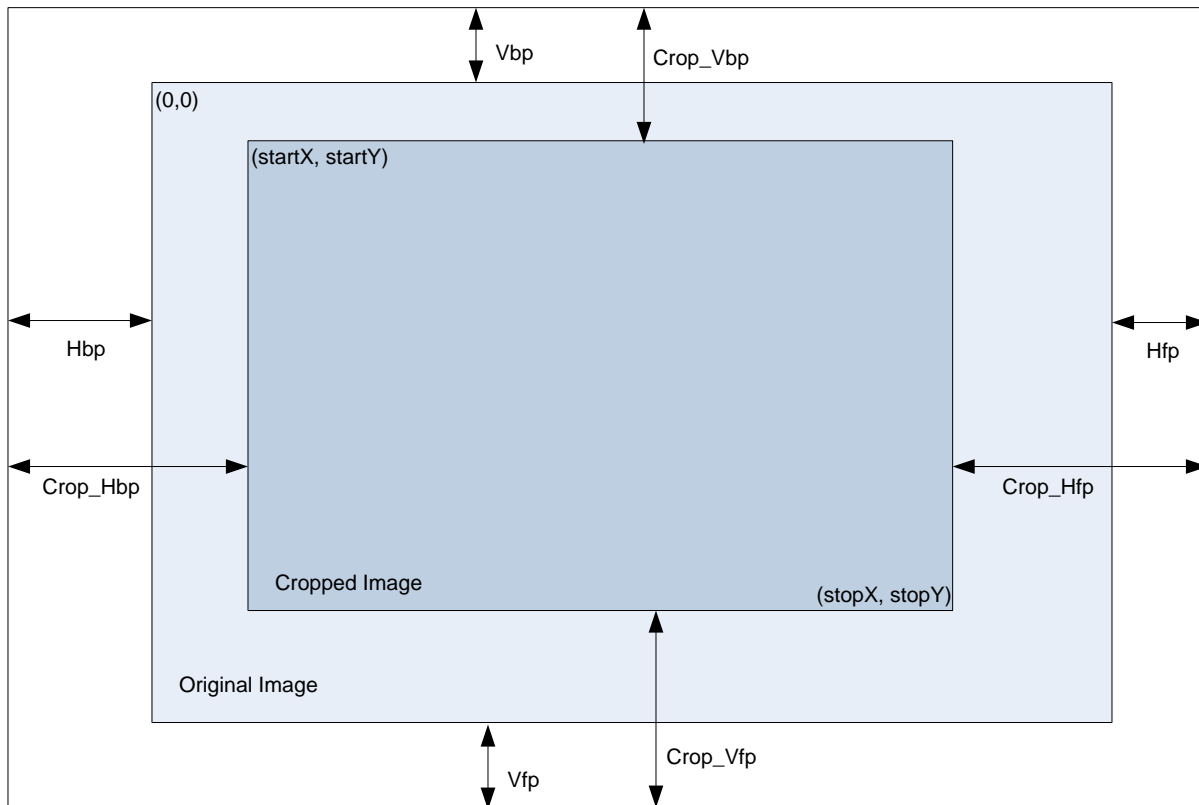 Vbp
Crop_Vbp
(0,0)
(startX, startY)
Hbp
Hfp
Crop_Hbp
Crop_Hfp
Cropped Image
(stopX, stopY)
Original Image
Vfp
Crop_Vfp